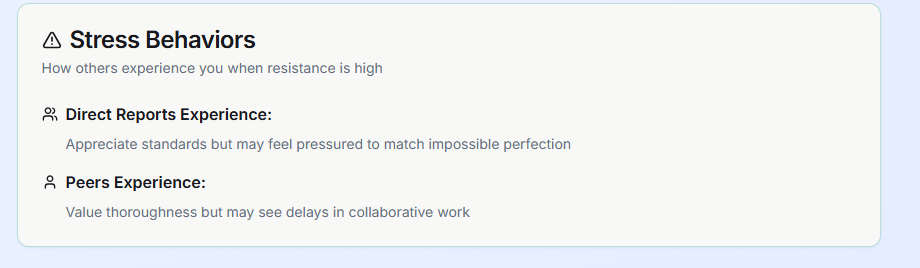 Stress Behaviors
How others experience you when resistance is high
Direct Reports Experience:
Appreciate standards but may feel pressured to match impossible perfection
Peers Experience:
Value thoroughness but may see delays in collaborative work